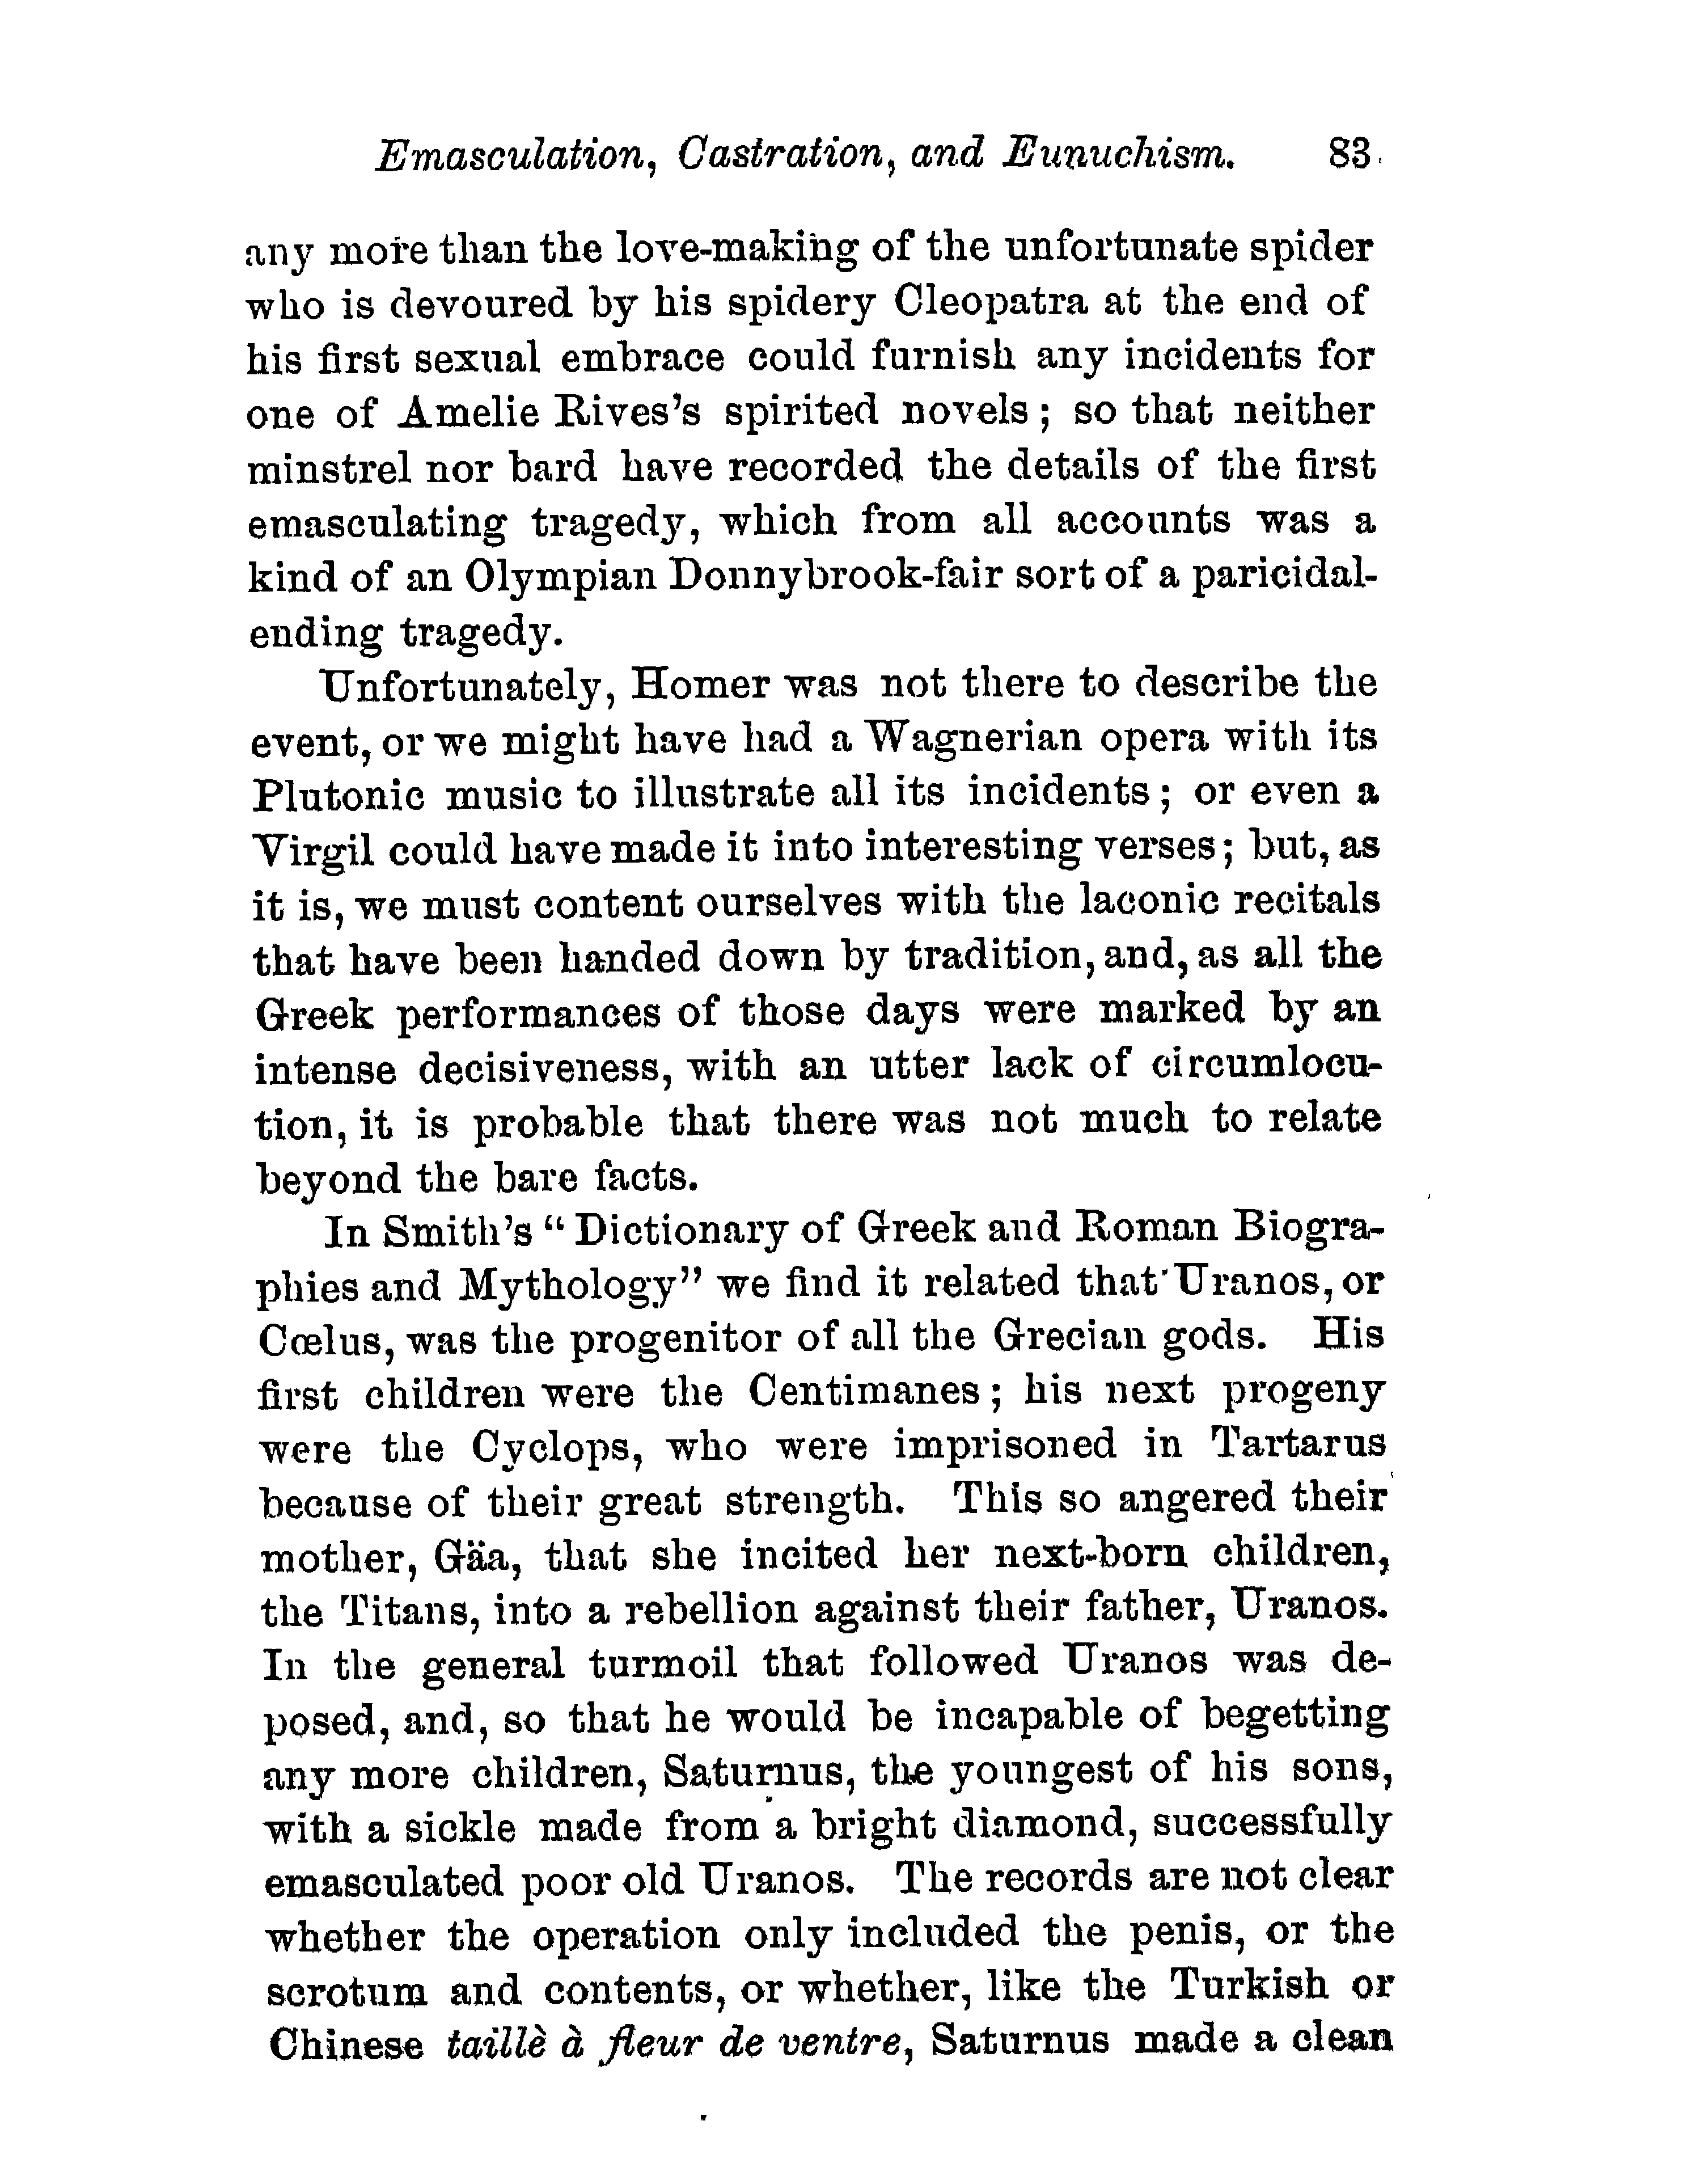 Emasculation, Castration, and Eunuchism. 83
any more than the love-making of the unfortunate spider
who is devoured by his spidery Cleopatra at the end of
his first sexual embrace could furnish any incidents for
one of Amelie Rives's spirited novels; so that neither
minstrel nor bard have recorded the details of the first
emasculating tragedy, which from all accounts was a
kind of an Olympian Donnybrook-fair sort of a paricidal-
ending tragedy.
Unfortunately, Homer was not there to describe the
event, or we might have had a Wagnerian opera with its
Plutonic music to illustrate all its incidents; or even a
Virgil could have made it into interesting verses; but, as
it is, we must content ourselves with the laconic recitals
that have been handed down by tradition, and, as all the
Greek performances of those days were marked by an
intense decisiveness, with an utter lack of circumlocu-
tion, it is probable that there was not much to relate
beyond the bare facts.
In Smith's "Dictionary of Greek and Roman Biogra-
phies and Mythology" we find it related that Uranos, or
Cœlus, was the progenitor of all the Grecian gods. His
first children were the Centimanes; his next progeny
were the Cyclops, who were imprisoned in Tartarus
because of their great strength. This so angered their
mother, Gäa, that she incited her next-born children,
the Titans, into a rebellion against their father, Uranos.
In the general turmoil that followed Uranos was de-
posed, and, so that he would be incapable of begetting
any more children, Saturnus, the youngest of his sons,
with a sickle made from a bright diamond, successfully
emasculated poor old Uranos. The records are not clear
whether the operation only included the penis, or the
scrotum and contents, or whether, like the Turkish or
Chinese taillè à fleur de ventre, Saturnus made a clean